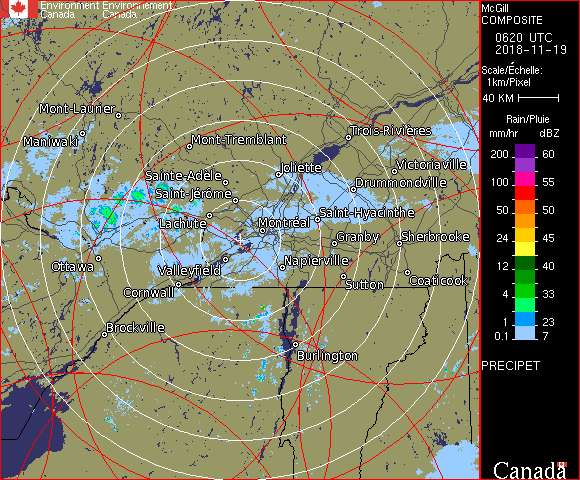 Environment Environnement
Canada Canada
McGill
COMPOSITE
0620 UTC
2018-11-19
Scale/Échelle:
1km/Pixel
40 KM
Rain/Pluie
mm/hr dBZ
200 60
100 55
50 50
24 45
12 40
4 33
1 23
0.1 7
PRECIPET
Canada
Mont-Laurier
Maniwaki
Mont-Tremblant
Trois-Rivières
Victoriaville
Joliette
Sainte-Adèle
Drummondville
Saint-Jérôme
Saint-Hyacinthe
Lachute
Montréal
Granby
Sherbrooke
Ottawa
Valleyfield
Napierville
Sutton
Coaticook
Cornwall
Brockville
Burlington